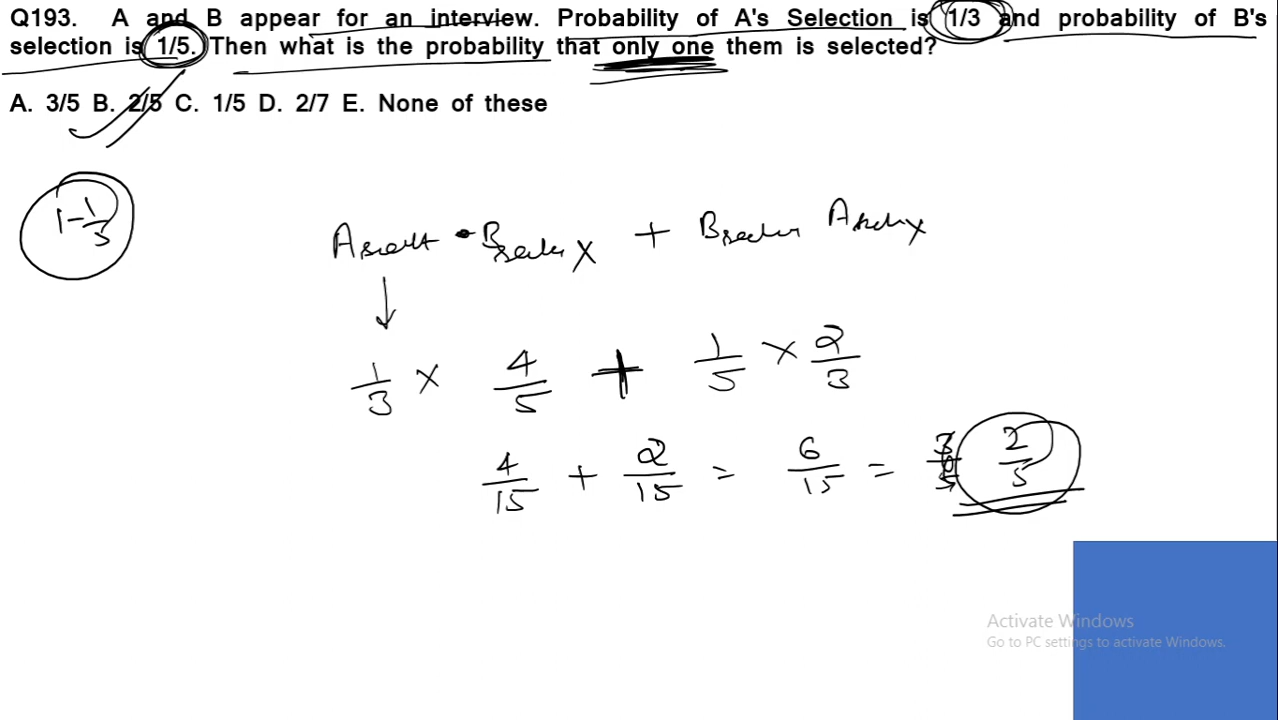 Q193. A and B appear for an interview. Probability of A's Selection is 1/3 and probability of B's
selection is 1/5. Then what is the probability that only one them is selected?
A. 3/5 B. 2/5 C. 1/5 D. 2/7 E. None of these
A B X + B A X
1/3 × 4/5 + 1/5 × 2/3
4/15 + 2/15 = 6/15 = 2/5
Activate Windows
Go to PC settings to activate Windows.